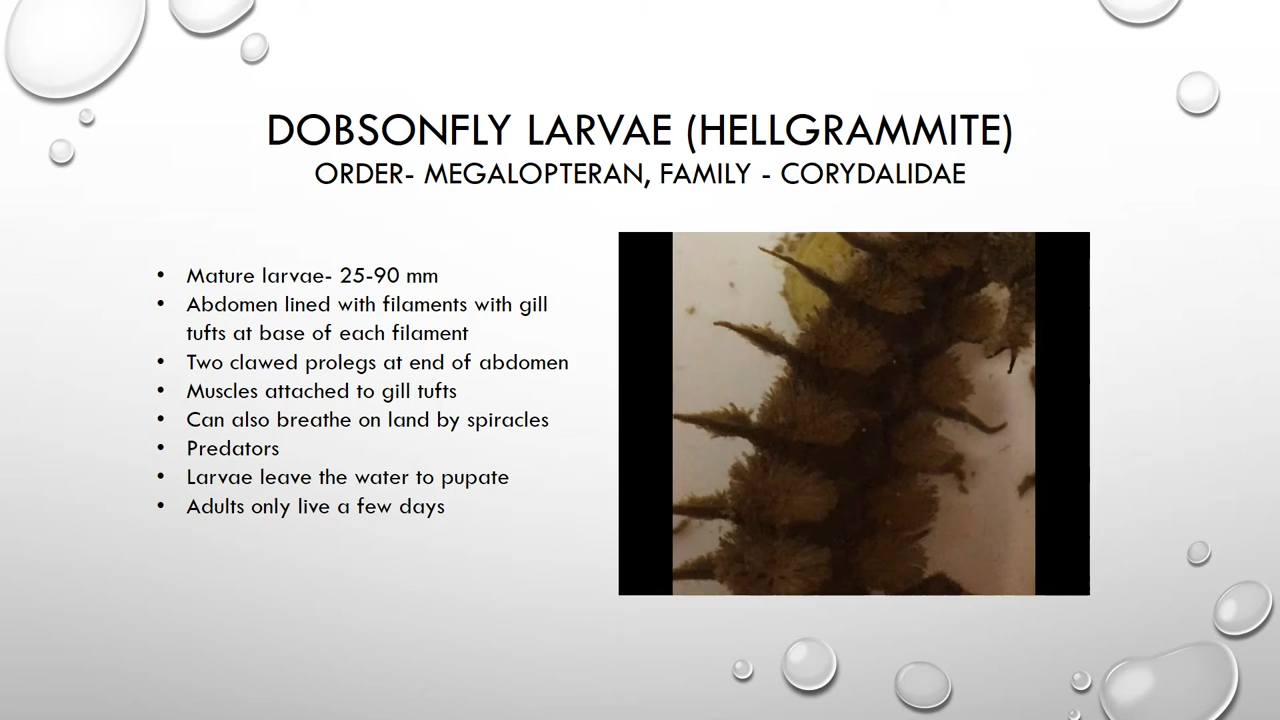 DOBSONFLY LARVAE (HELLGRAMMITE)
ORDER- MEGALOPTERAN, FAMILY - CORYDALIDAE
• Mature larvae- 25-90 mm
• Abdomen lined with filaments with gill
tufts at base of each filament
• Two clawed prolegs at end of abdomen
• Muscles attached to gill tufts
• Can also breathe on land by spiracles
• Predators
• Larvae leave the water to pupate
• Adults only live a few days